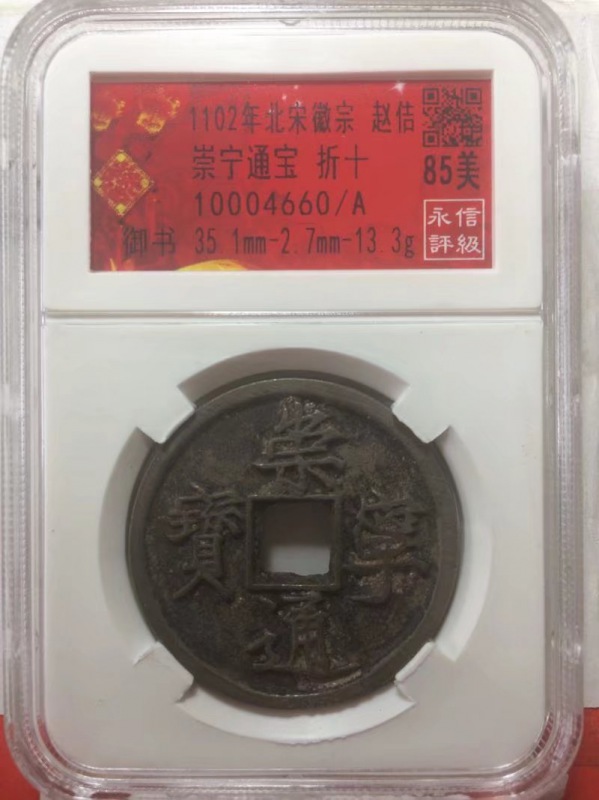 1102年北宋徽宗 赵佶
崇宁通宝 折十
85美
10004660/A
御书 35.1mm-2.7mm-13.3g
永信
評級
崇寧通寳